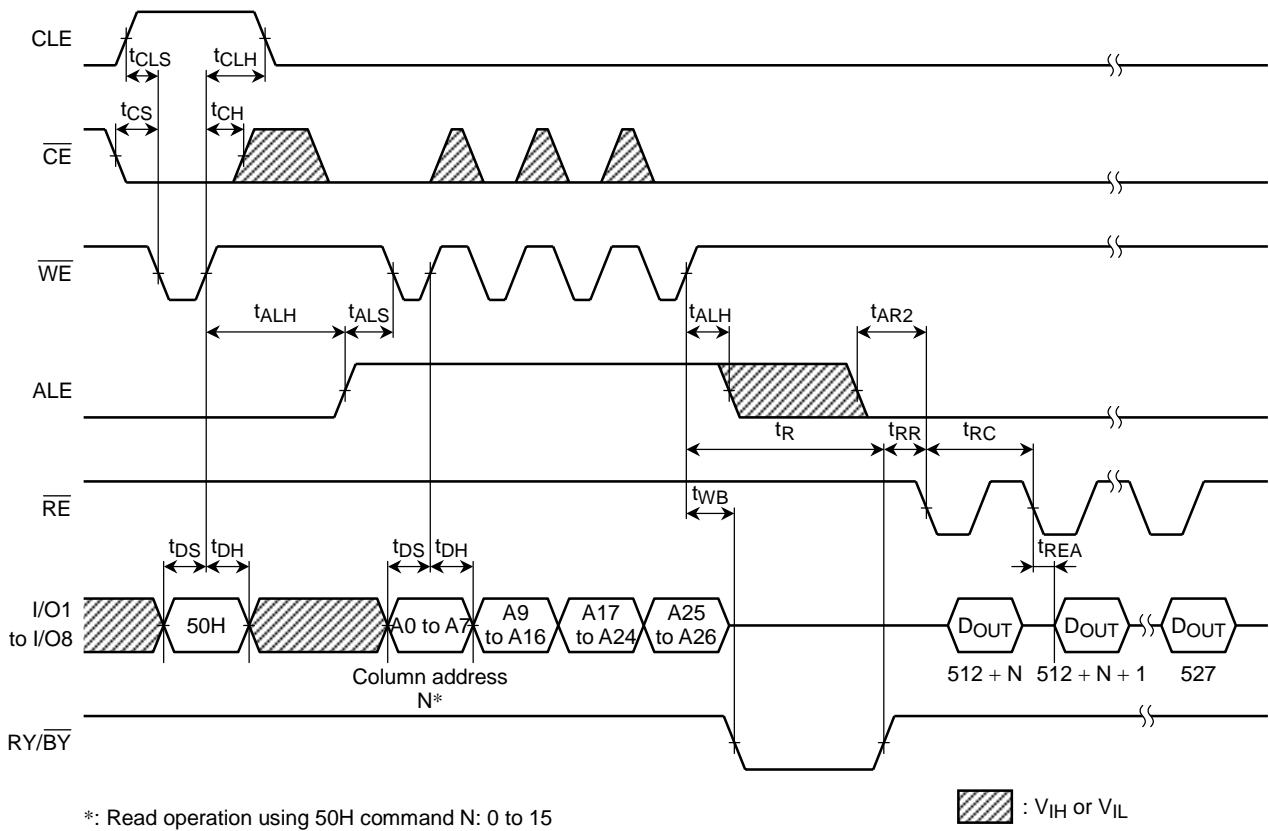 CLE
tCLS
tCLH
tCS
tCH
CE
WE
tALH
tALS
tALH
tAR2
ALE
tR
tRR
tRC
RE
tWB
tDS
tDH
tDS
tDH
tREA
I/O1
to I/O8
50H
A0 to A7
A9
to A16
A17
to A24
A25
to A26
DOUT
DOUT
DOUT
Column address
N*
512 + N
512 + N + 1
527
RY/BY
*: Read operation using 50H command N: 0 to 15
: VIH or VIL